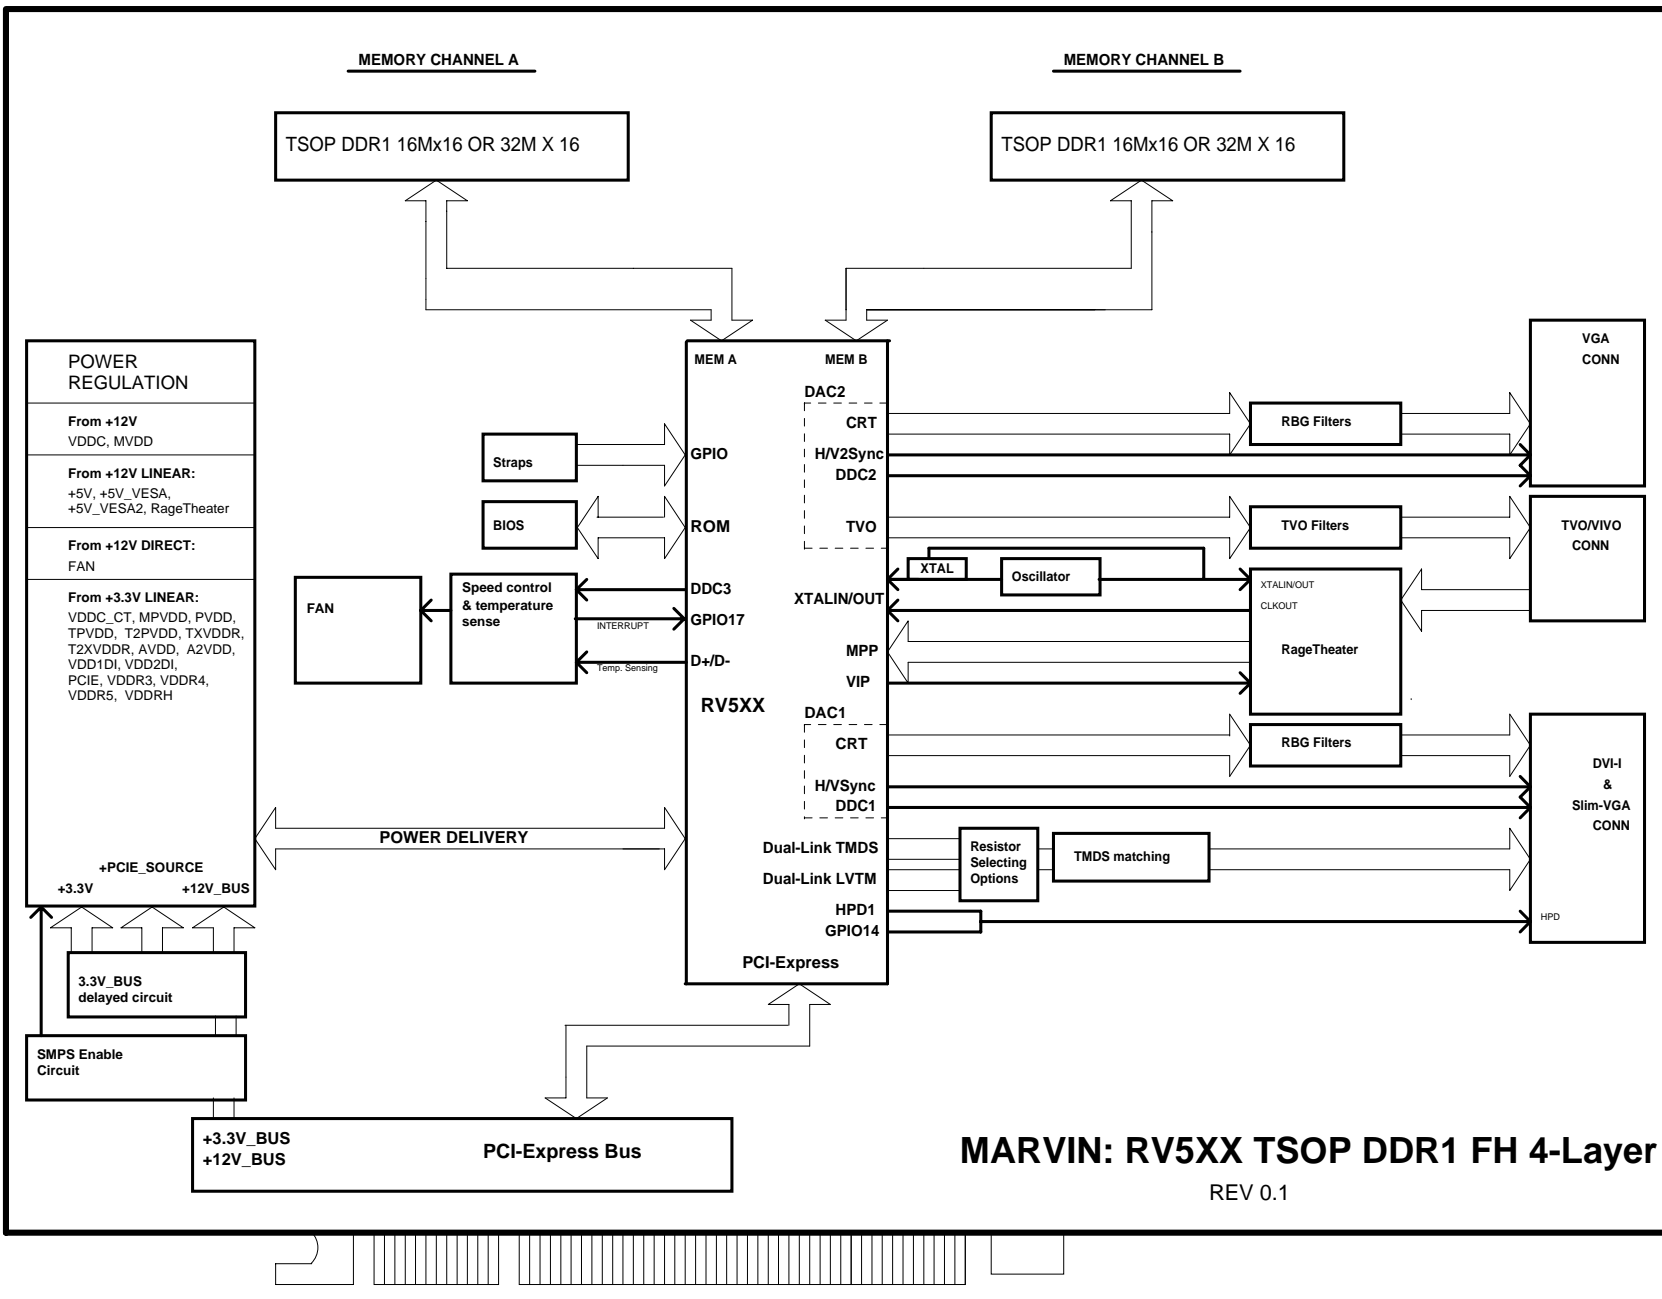 MEMORY CHANNEL A
MEMORY CHANNEL B
TSOP DDR1 16Mx16 OR 32M X 16
TSOP DDR1 16Mx16 OR 32M X 16
POWER
REGULATION
From +12V
VDDC, MVDD
From +12V LINEAR:
+5V, +5V_VESA,
+5V_VESA2, RageTheater
From +12V DIRECT:
FAN
From +3.3V LINEAR:
VDDC_CT, MPVDD, PVDD,
TPVDD, T2PVDD, TXVDDR,
T2XVDDR, AVDD, A2VDD,
VDD1DI, VDD2DI,
PCIE, VDDR3, VDDR4,
VDDR5, VDDRH
+PCIE_SOURCE
+3.3V
+12V_BUS
3.3V_BUS
delayed circuit
SMPS Enable
Circuit
+3.3V_BUS
+12V_BUS
PCI-Express Bus
POWER DELIVERY
Straps
BIOS
FAN
Speed control
& temperature
sense
INTERRUPT
Temp. Sensing
MEM A
MEM B
GPIO
ROM
DDC3
GPIO17
D+/D-
RV5XX
DAC2
CRT
H/V2Sync
DDC2
TVO
XTALIN/OUT
MPP
VIP
DAC1
CRT
H/VSync
DDC1
Dual-Link TMDS
Dual-Link LVTM
HPD1
GPIO14
PCI-Express
RBG Filters
TVO Filters
XTAL
Oscillator
XTALIN/OUT
CLKOUT
RageTheater
RBG Filters
Resistor
Selecting
Options
TMDS matching
VGA
CONN
TVO/VIVO
CONN
DVI-I
&
Slim-VGA
CONN
HPD
MARVIN: RV5XX TSOP DDR1 FH 4-Layer
REV 0.1